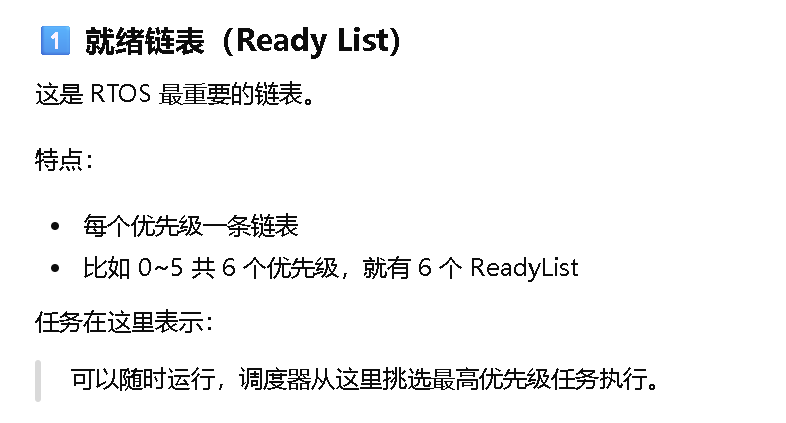 1️⃣ 就绪链表（Ready List）
这是 RTOS 最重要的链表。
特点：
• 每个优先级一条链表
• 比如 0~5 共 6 个优先级，就有 6 个 ReadyList
任务在这里表示：
可以随时运行，调度器从这里挑选最高优先级任务执行。